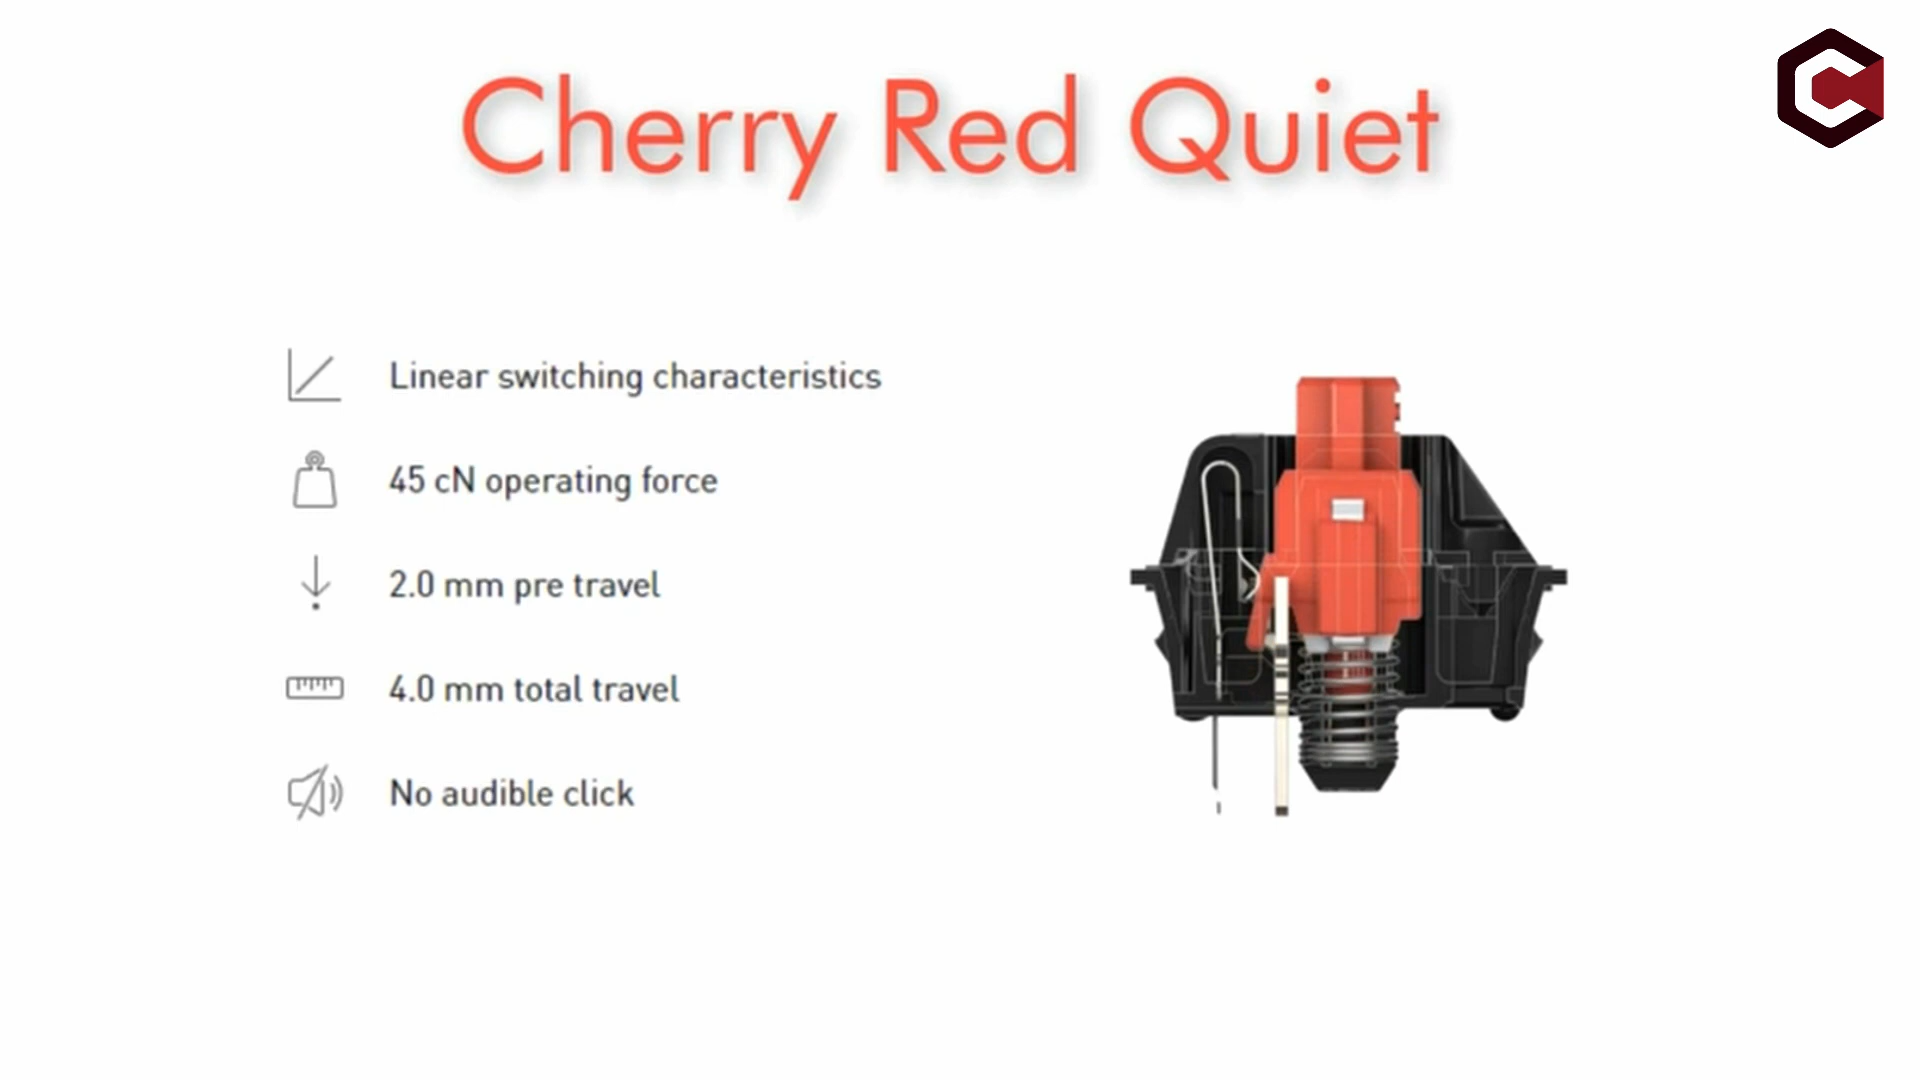 Cherry Red Quiet
Linear switching characteristics
45 cN operating force
2.0 mm pre travel
4.0 mm total travel
No audible click